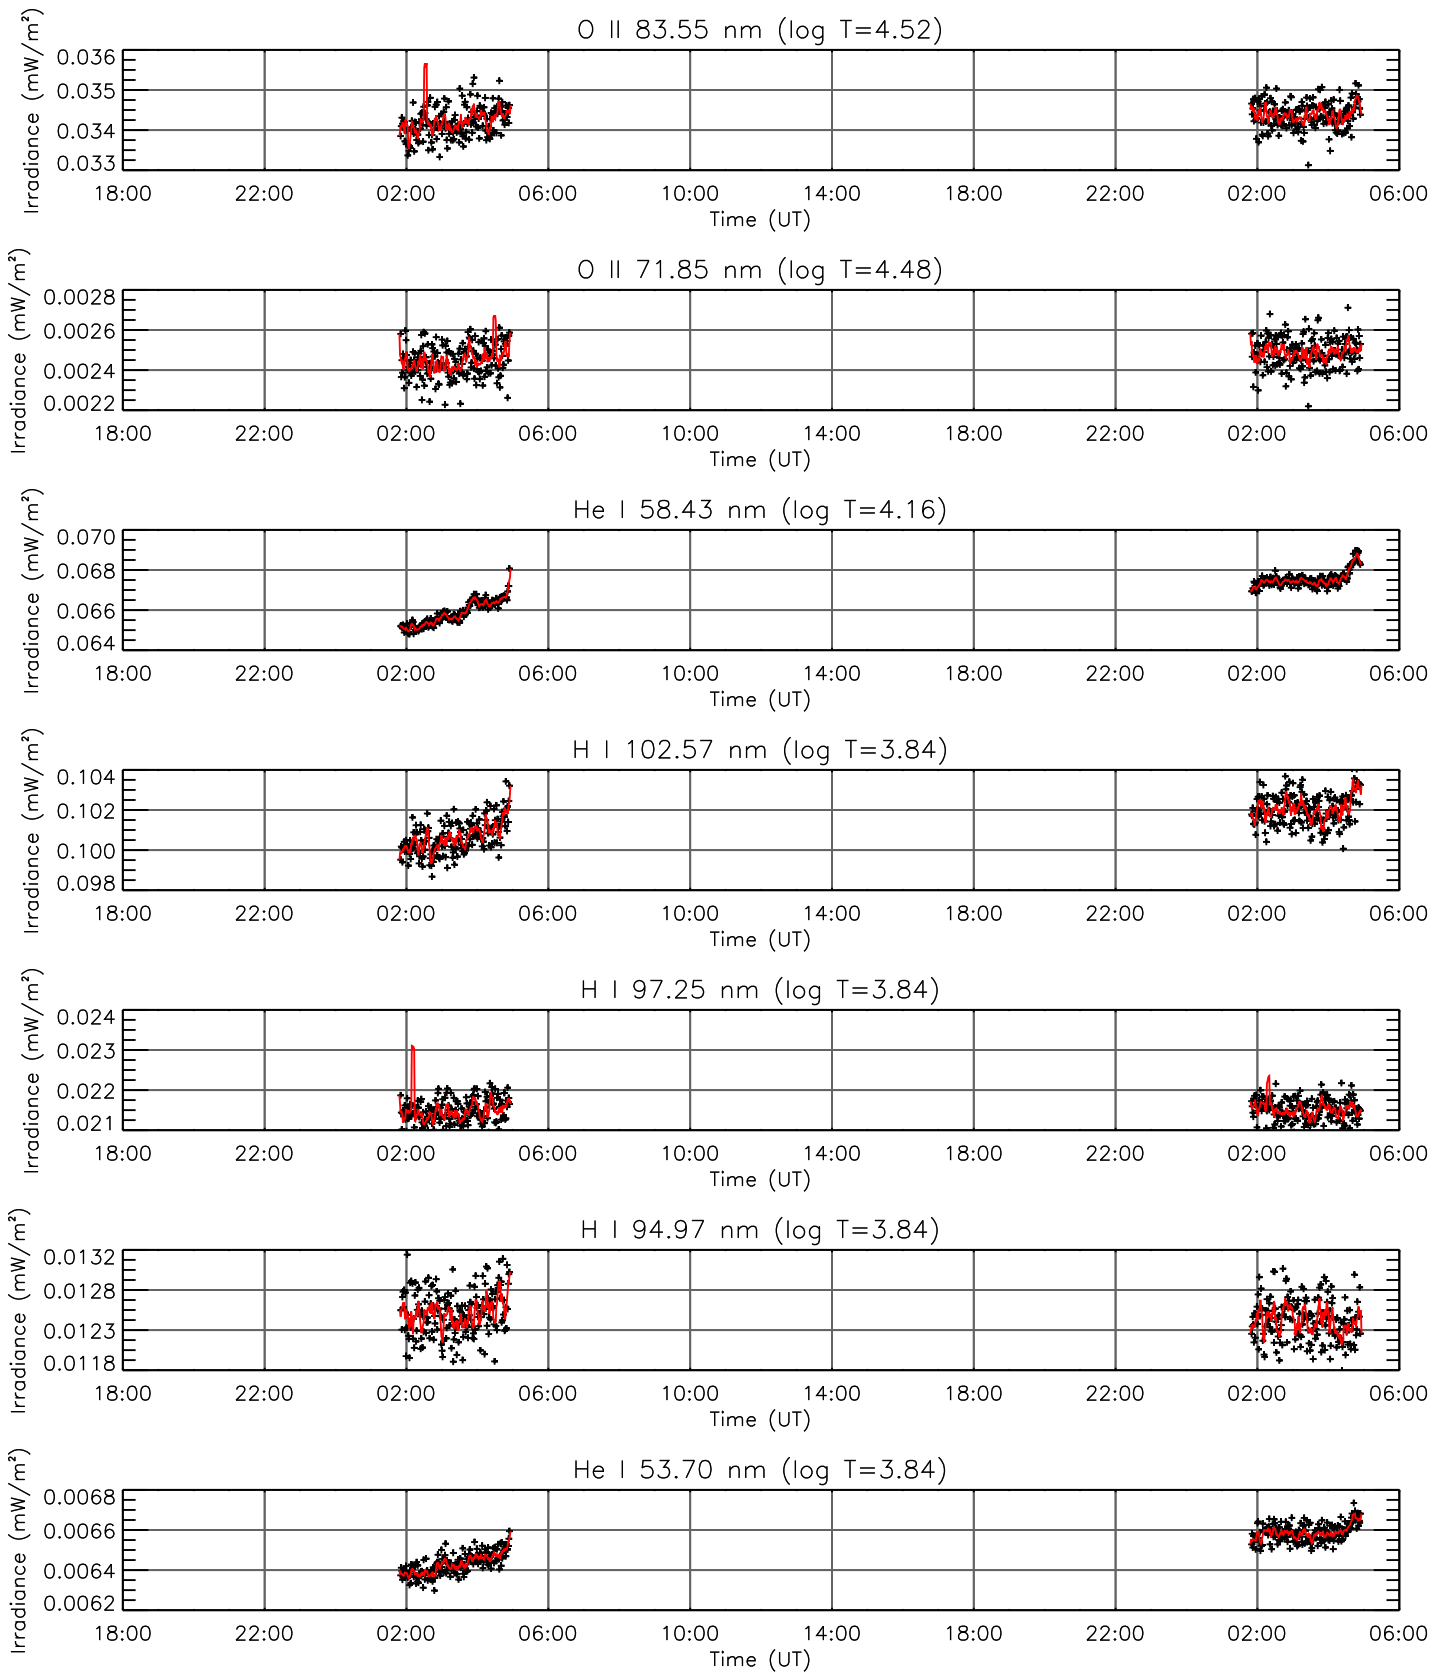 O II 83.55 nm (log T=4.52)
Irradiance (mW/m²)
0.036
0.035
0.034
0.033
18:00 22:00 02:00 06:00 10:00 14:00 18:00 22:00 02:00 06:00
Time (UT)
O II 71.85 nm (log T=4.48)
Irradiance (mW/m²)
0.0028
0.0026
0.0024
0.0022
18:00 22:00 02:00 06:00 10:00 14:00 18:00 22:00 02:00 06:00
Time (UT)
He I 58.43 nm (log T=4.16)
Irradiance (mW/m²)
0.070
0.068
0.066
0.064
18:00 22:00 02:00 06:00 10:00 14:00 18:00 22:00 02:00 06:00
Time (UT)
H I 102.57 nm (log T=3.84)
Irradiance (mW/m²)
0.104
0.102
0.100
0.098
18:00 22:00 02:00 06:00 10:00 14:00 18:00 22:00 02:00 06:00
Time (UT)
H I 97.25 nm (log T=3.84)
Irradiance (mW/m²)
0.024
0.023
0.022
0.021
18:00 22:00 02:00 06:00 10:00 14:00 18:00 22:00 02:00 06:00
Time (UT)
H I 94.97 nm (log T=3.84)
Irradiance (mW/m²)
0.0132
0.0128
0.0123
0.0118
18:00 22:00 02:00 06:00 10:00 14:00 18:00 22:00 02:00 06:00
Time (UT)
He I 53.70 nm (log T=3.84)
Irradiance (mW/m²)
0.0068
0.0066
0.0064
0.0062
18:00 22:00 02:00 06:00 10:00 14:00 18:00 22:00 02:00 06:00
Time (UT)